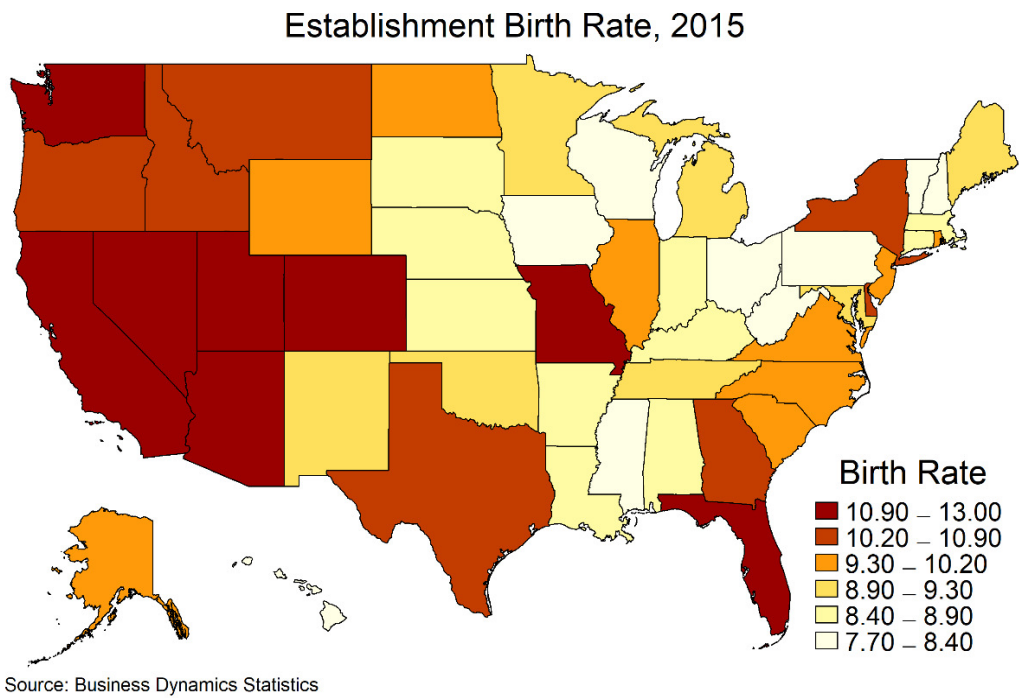 Establishment Birth Rate, 2015
Birth Rate
10.90 – 13.00
10.20 – 10.90
9.30 – 10.20
8.90 – 9.30
8.40 – 8.90
7.70 – 8.40
Source: Business Dynamics Statistics